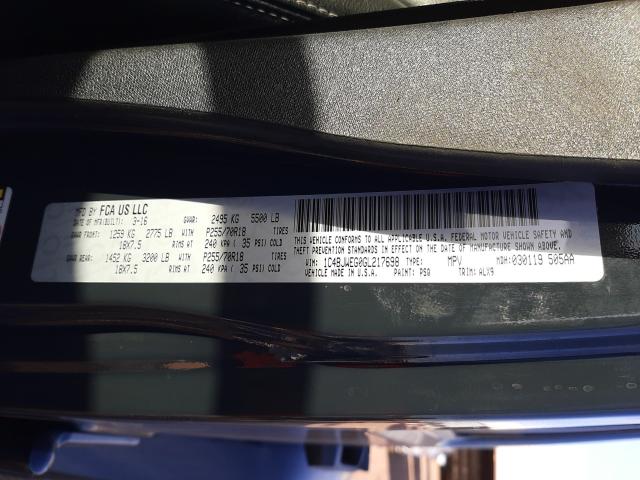 MFD BY FCA US LLC
DATE OF MFR(BUILT): 3-16 GVWR: 2495 KG 5500 LB
GAWR FRONT: 1259 KG 2775 LB WITH P255/70R18 TIRES
18X7.5 RIMS AT 240 KPA ( 35 PSI) COLD
GAWR REAR: 1452 KG 3200 LB WITH P255/70R18 TIRES
18X7.5 RIMS AT 240 KPA ( 35 PSI) COLD
THIS VEHICLE CONFORMS TO ALL APPLICABLE U.S.A. FEDERAL MOTOR VEHICLE SAFETY AND
THEFT PREVENTION STANDARDS IN EFFECT ON THE DATE OF MANUFACTURE SHOWN ABOVE.
VIN: 1C4BJWEG0GL217698 TYPE: MPV MDH: 030119 505AA
PAINT: PSQ TRIM: ALX9